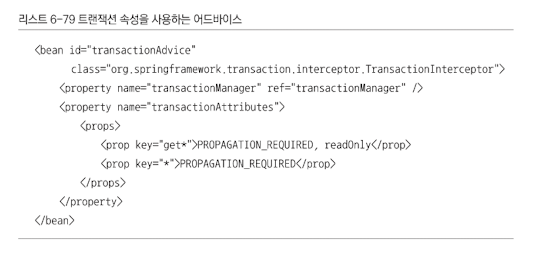 리스트 6-79 트랜잭션 속성을 사용하는 어드바이스
<bean id="transactionAdvice"
class="org.springframework.transaction.interceptor.TransactionInterceptor">
<property name="transactionManager" ref="transactionManager" />
<property name="transactionAttributes">
<props>
<prop key="get*">PROPAGATION_REQUIRED, readOnly</prop>
<prop key="*">PROPAGATION_REQUIRED</prop>
</props>
</property>
</bean>